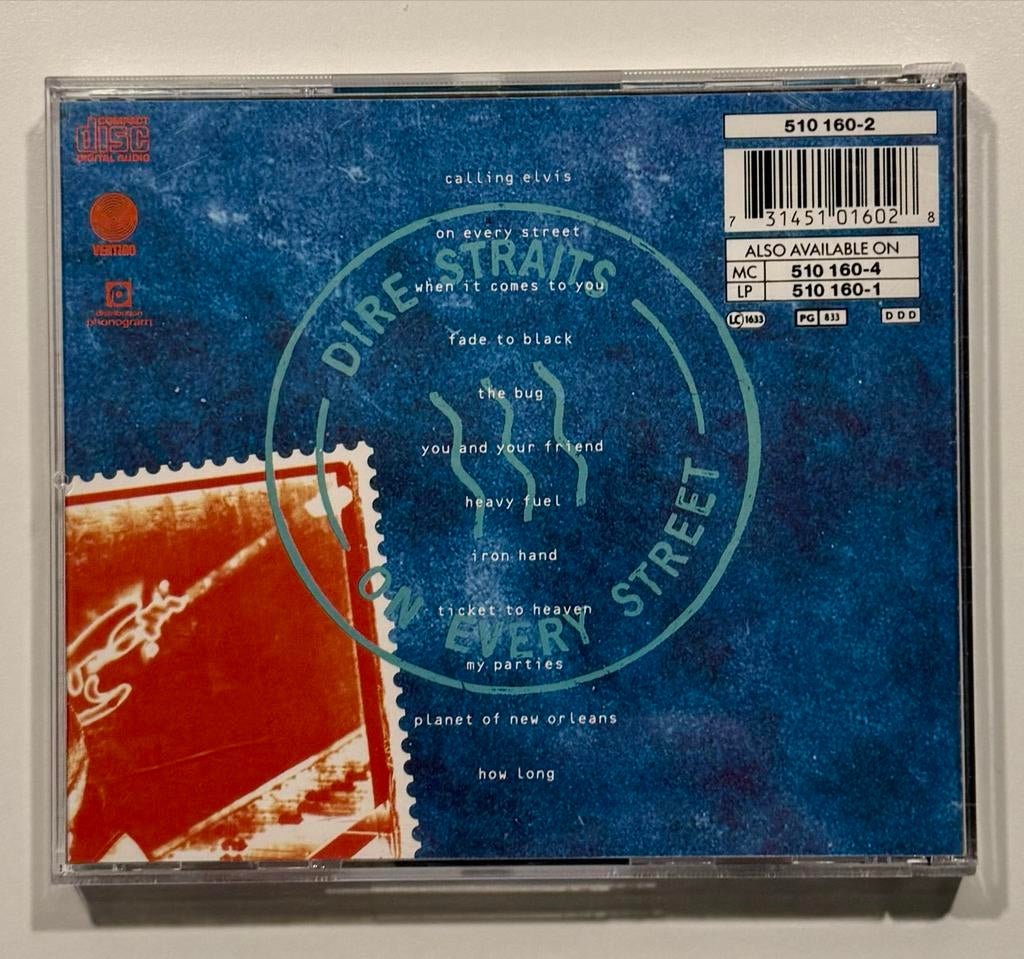 COMPACT
disc
DIGITAL AUDIO
VERTIGO
distribution
phonogram
calling elvis
on every street
when it comes to you
fade to black
the bug
you and your friend
heavy fuel
iron hand
ticket to heaven
my parties
planet of new orleans
how long
DIRE STRAITS
ON EVERY STREET
510 160-2
7 31451 01602 8
ALSO AVAILABLE ON
MC 510 160-4
LP 510 160-1
LC 1633 PG 833 DDD